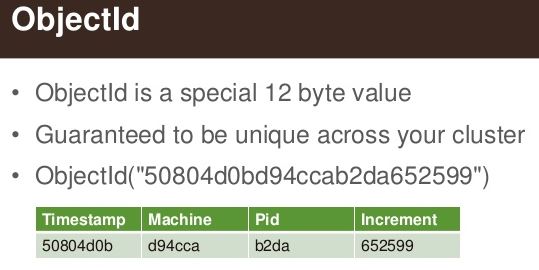 ObjectId
• ObjectId is a special 12 byte value
• Guaranteed to be unique across your cluster
• ObjectId("50804d0bd94ccab2da652599")
Timestamp Machine Pid Increment
50804d0b d94cca b2da 652599